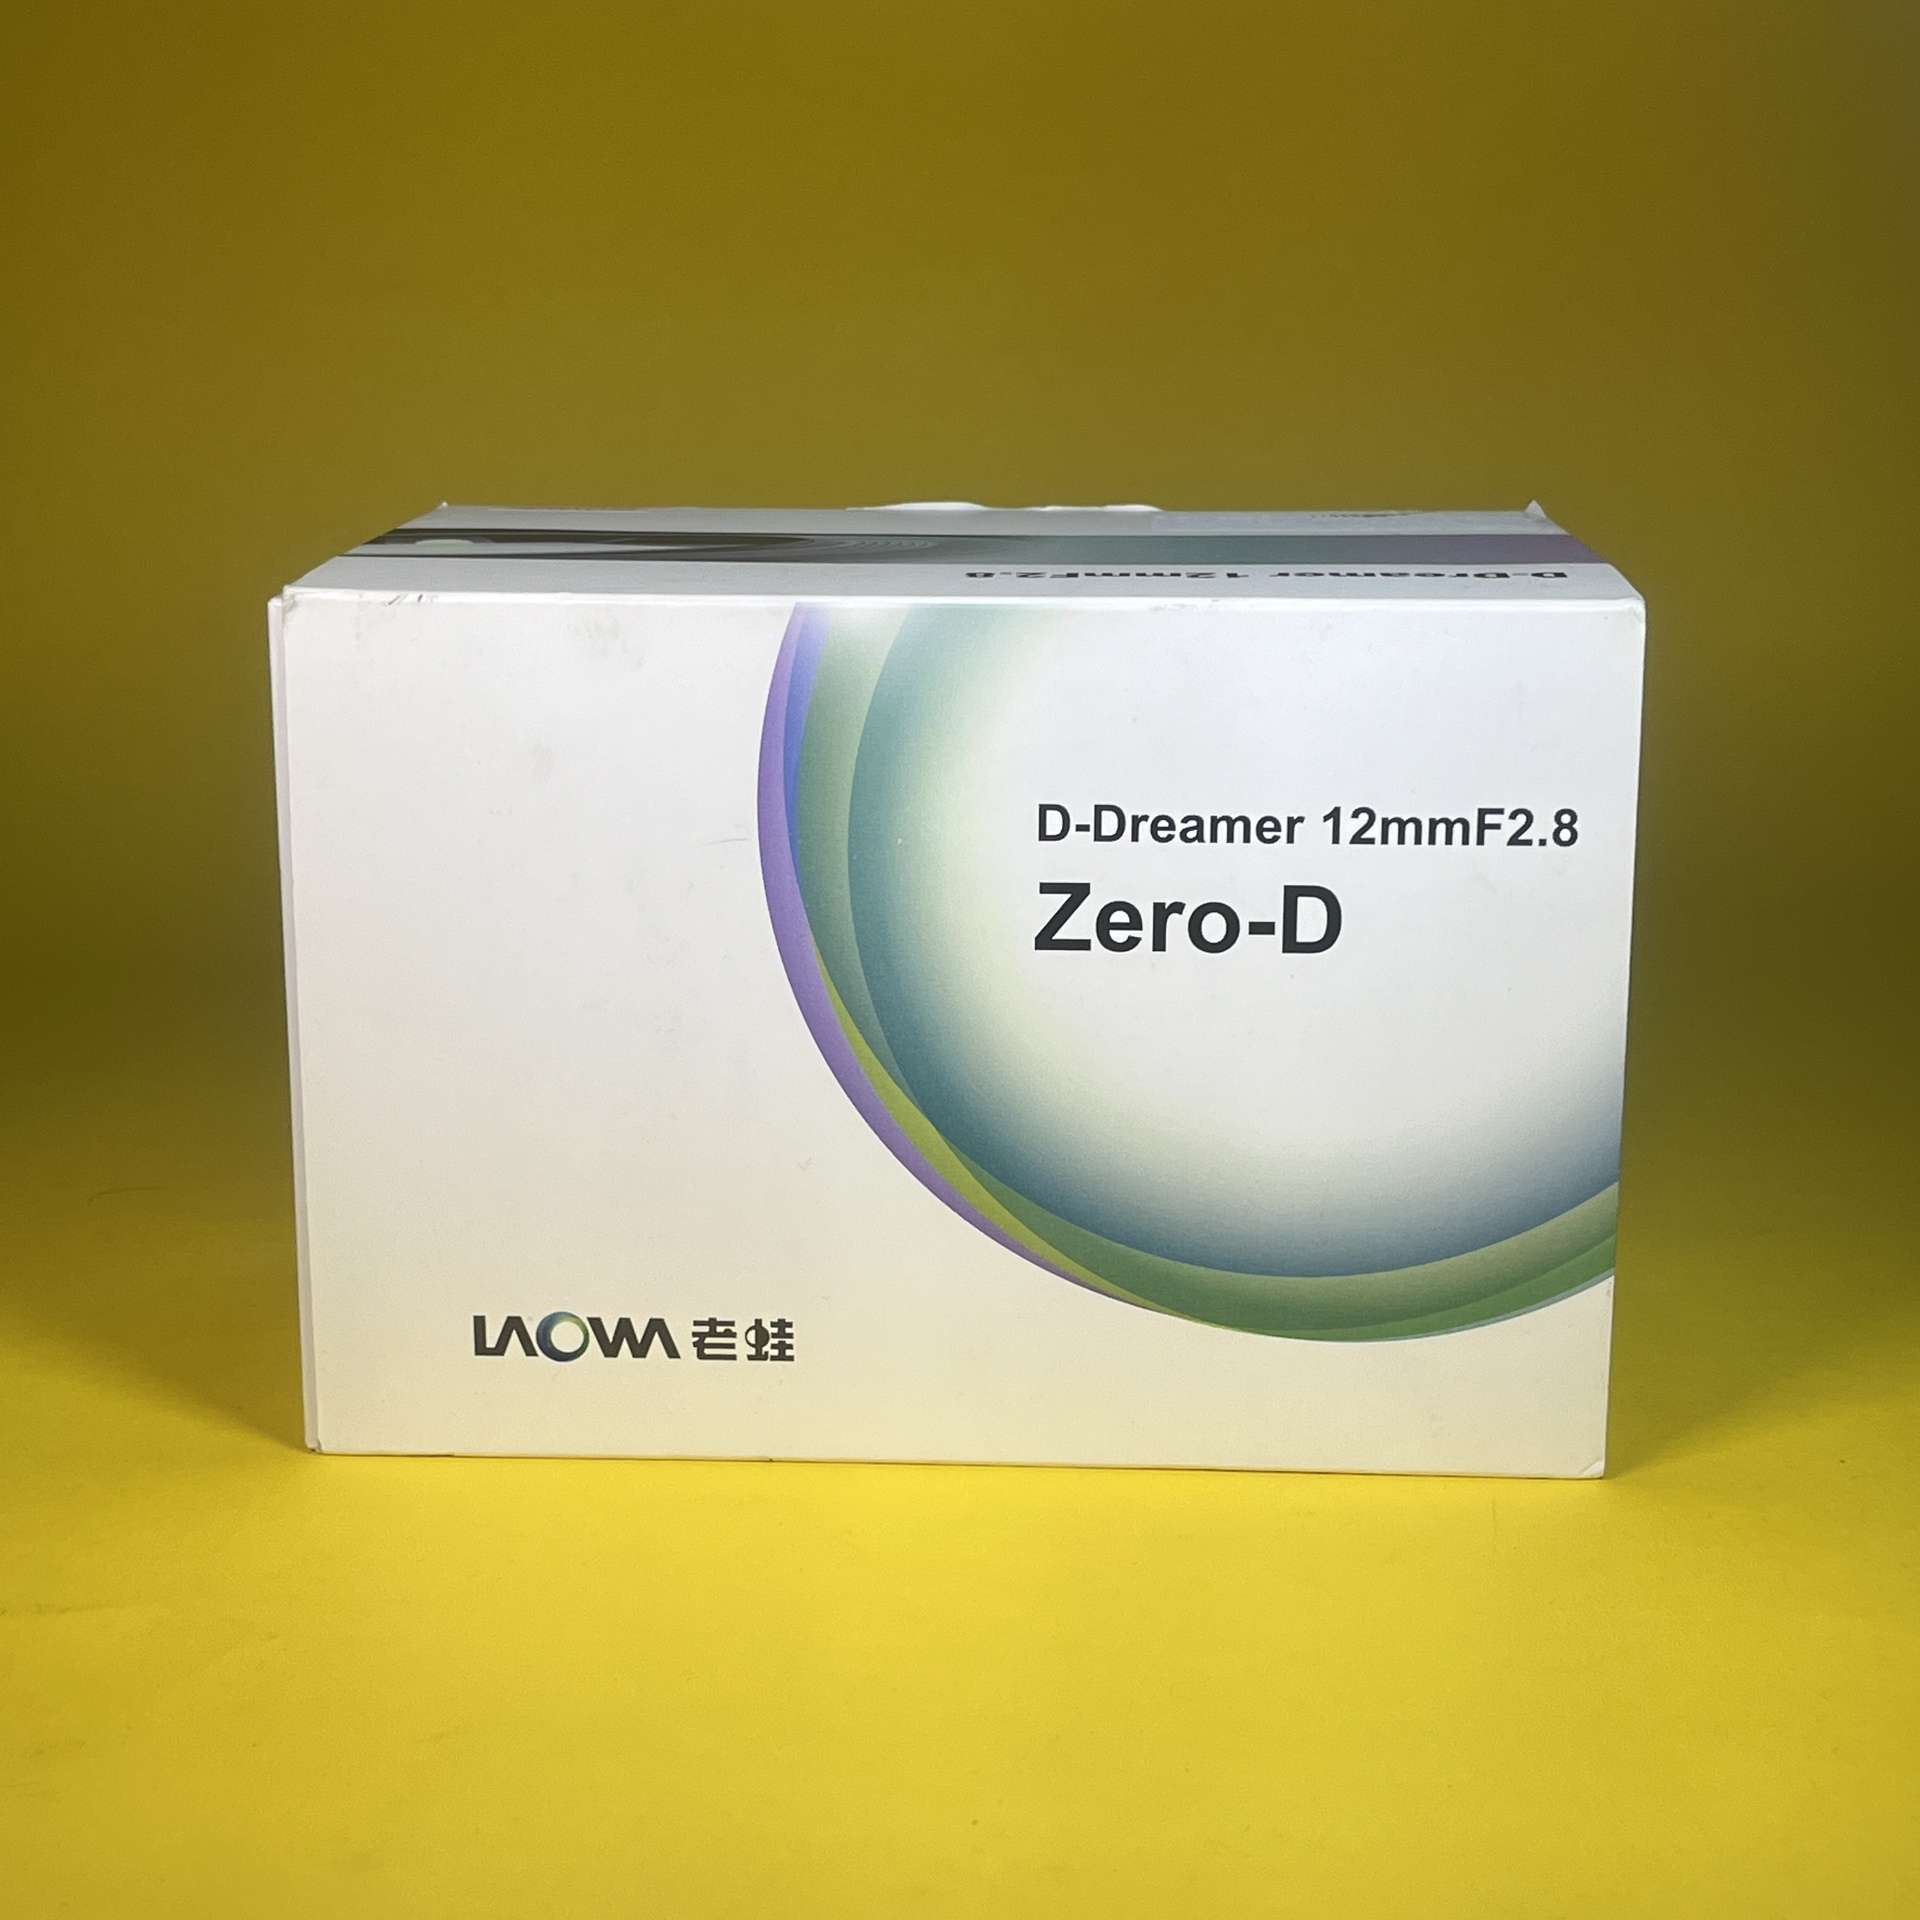 D-Dreamer 12mmF2.8
D-Dreamer 12mmF2.8
Zero-D
LAOWA 老蛙